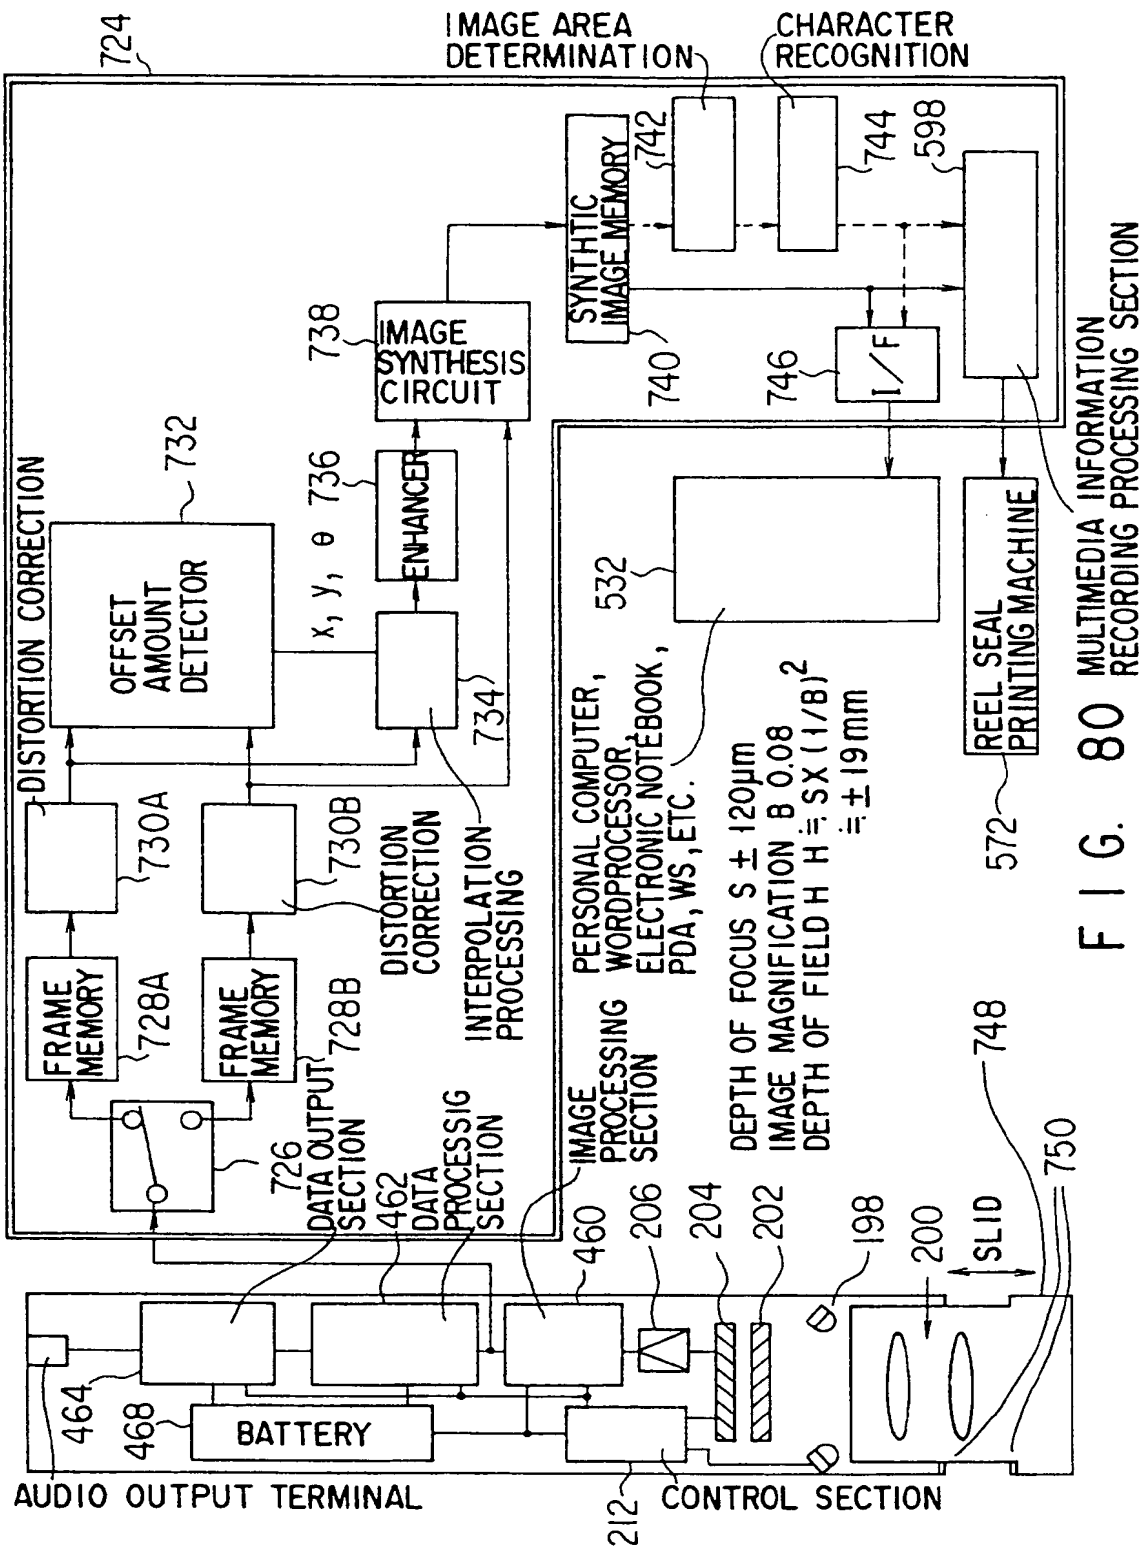 724
DISTORTION CORRECTION
IMAGE AREA
DETERMINATION
CHARACTER
RECOGNITION
FRAME
MEMORY
728A
730A
OFFSET
AMOUNT
DETECTOR
732
FRAME
MEMORY
728B
730B
DISTORTION
CORRECTION
x, y, θ
INTERPOLATION
PROCESSING
734
ENHANCER
736
IMAGE
SYNTHESIS
CIRCUIT
738
SYNTHTIC
IMAGE MEMORY
740
742
744
I/F
746
598
726
DATA OUTPUT
SECTION
462
DATA
PROCESSIG
SECTION
IMAGE
PROCESSING
SECTION
460
206
204
202
198
200
SLID
748
750
464
468
BATTERY
AUDIO OUTPUT TERMINAL
212
CONTROL SECTION
PERSONAL COMPUTER,
WORDPROCESSOR,
ELECTRONIC NOTEBOOK,
PDA, WS, ETC.
532
DEPTH OF FOCUS S ± 120μm
IMAGE MAGNIFICATION B 0.08
DEPTH OF FIELD H H ≒ SX(1/B)²
≒ ± 19mm
REEL SEAL
PRINTING MACHINE
572
MULTIMEDIA INFORMATION
RECORDING PROCESSING SECTION
FIG. 80